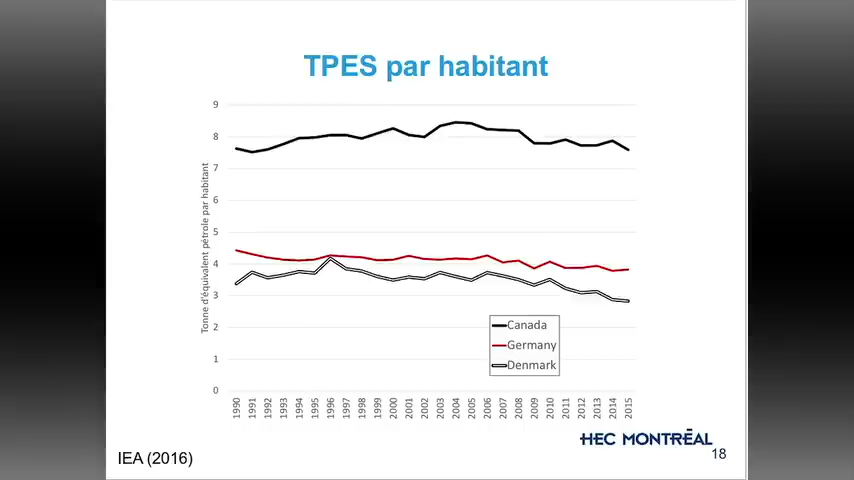 TPES par habitant
Tonne d'équivalent pétrole par habitant
9
8
7
6
5
4
3
2
1
0
Canada
Germany
Denmark
1990 1991 1992 1993 1994 1995 1996 1997 1998 1999 2000 2001 2002 2003 2004 2005 2006 2007 2008 2009 2010 2011 2012 2013 2014 2015
HEC MONTRÉAL
18
IEA (2016)